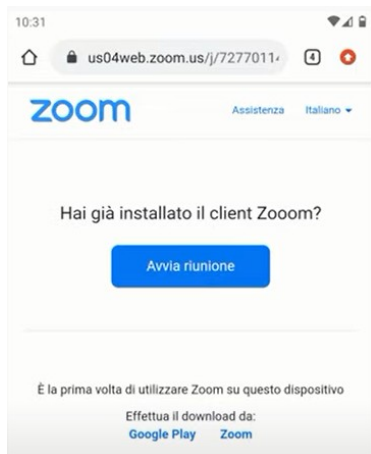 10:31
us04web.zoom.us/j/7277011
4
zoom
Assistenza Italiano
Hai già installato il client Zooom?
Avvia riunione
È la prima volta di utilizzare Zoom su questo dispositivo
Effettua il download da:
Google Play Zoom